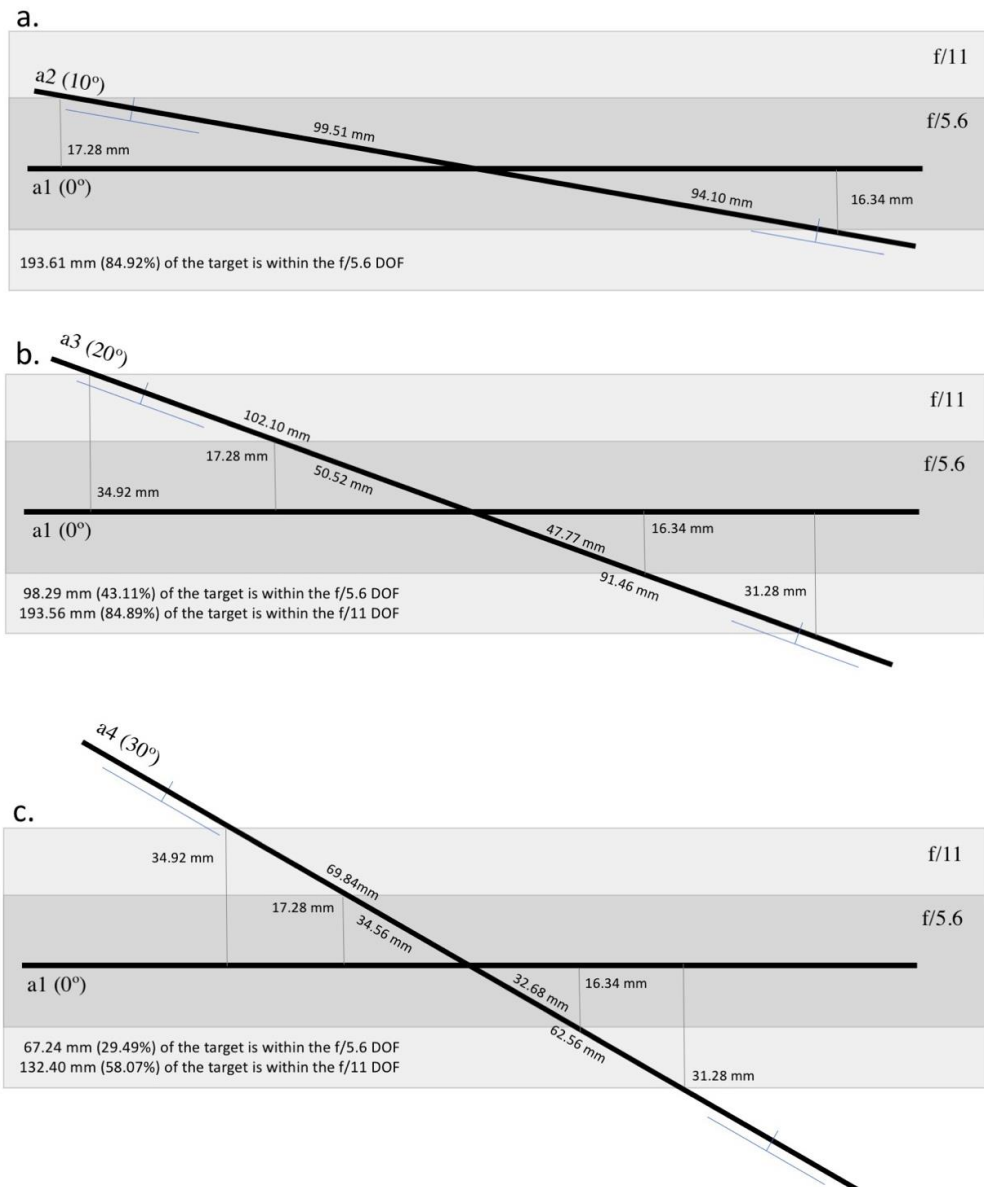 a.
f/11
a2 (10º)
f/5.6
99.51 mm
17.28 mm
a1 (0º)
94.10 mm
16.34 mm
193.61 mm (84.92%) of the target is within the f/5.6 DOF
b.
a3 (20º)
f/11
102.10 mm
17.28 mm
f/5.6
50.52 mm
34.92 mm
a1 (0º)
47.77 mm
16.34 mm
91.46 mm
31.28 mm
98.29 mm (43.11%) of the target is within the f/5.6 DOF
193.56 mm (84.89%) of the target is within the f/11 DOF
a4 (30º)
c.
34.92 mm
f/11
69.84mm
17.28 mm
34.56 mm
f/5.6
a1 (0º)
32.68 mm
16.34 mm
62.56 mm
67.24 mm (29.49%) of the target is within the f/5.6 DOF
132.40 mm (58.07%) of the target is within the f/11 DOF
31.28 mm